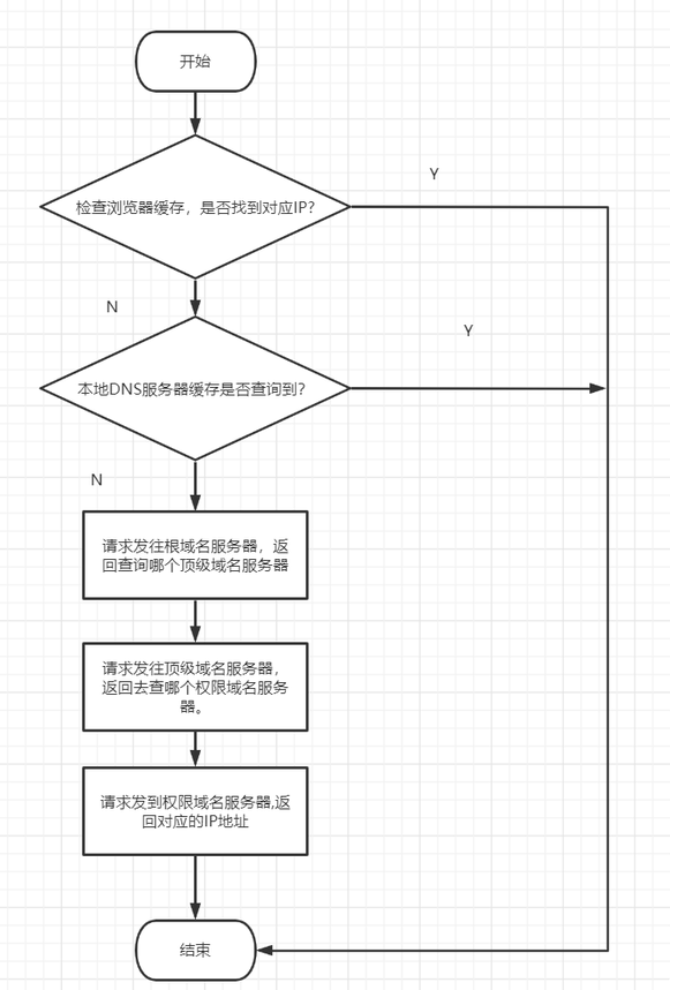 开始
Y
检查浏览器缓存，是否找到对应IP?
N
Y
本地DNS服务器缓存是否查询到?
N
请求发往根域名服务器，返
回查询哪个顶级域名服务器
请求发往顶级域名服务器，
返回去查哪个权限域名服务
器。
请求发到权限域名服务器,返
回对应的IP地址
结束